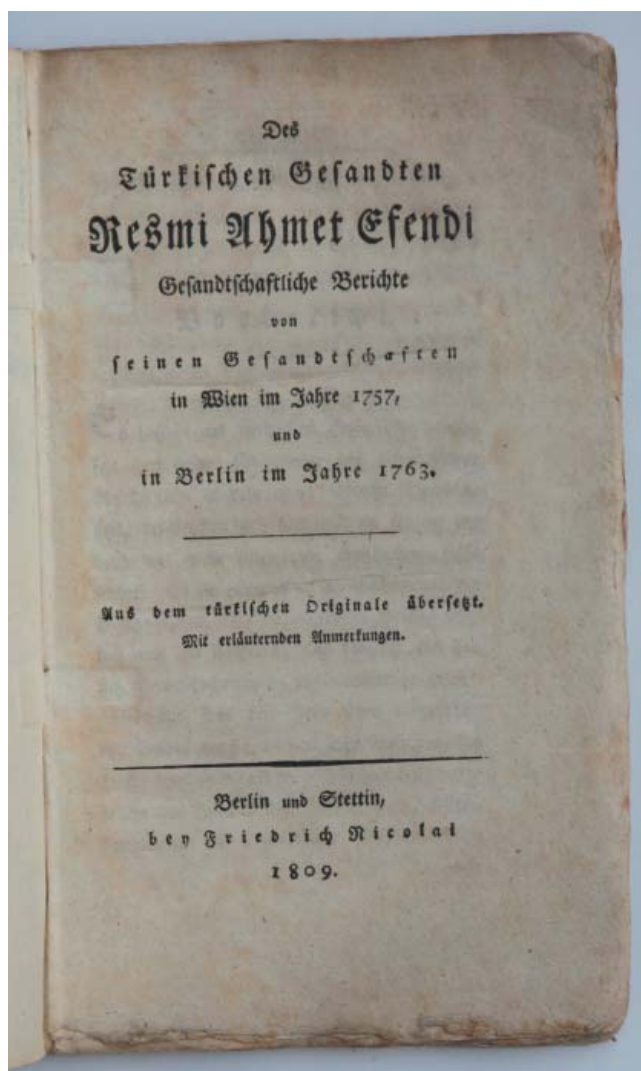 Des
Türkiſchen Geſandten
Resmi Ahmet Efendi
Geſandtſchaftliche Berichte
von
ſeinen Geſandtſchaften
in Wien im Jahre 1757,
und
in Berlin im Jahre 1763.
Aus dem türkiſchen Originale überſetzt.
Mit erläuternden Anmerkungen.
Berlin und Stettin,
bey Friedrich Nicolai
1809.